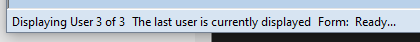 Displaying User 3 of 3 The last user is currently displayed Form: Ready...